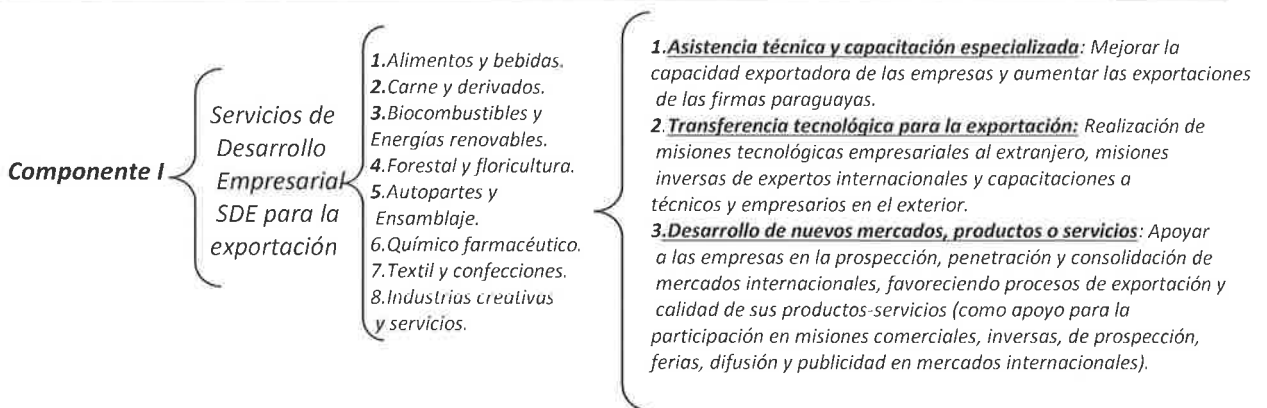 Componente I
Servicios de
Desarrollo
Empresarial
SDE para la
exportación
1.Alimentos y bebidas.
2.Carne y derivados.
3.Biocombustibles y
Energías renovables.
4.Forestal y floricultura.
5.Autopartes y
Ensamblaje.
6.Químico farmacéutico.
7.Textil y confecciones.
8.Industrias creativas
y servicios.
1.Asistencia técnica y capacitación especializada: Mejorar la
capacidad exportadora de las empresas y aumentar las exportaciones
de las firmas paraguayas.
2.Transferencia tecnológica para la exportación: Realización de
misiones tecnológicas empresariales al extranjero, misiones
inversas de expertos internacionales y capacitaciones a
técnicos y empresarios en el exterior.
3.Desarrollo de nuevos mercados, productos o servicios: Apoyar
a las empresas en la prospección, penetración y consolidación de
mercados internacionales, favoreciendo procesos de exportación y
calidad de sus productos-servicios (como apoyo para la
participación en misiones comerciales, inversas, de prospección,
ferias, difusión y publicidad en mercados internacionales).